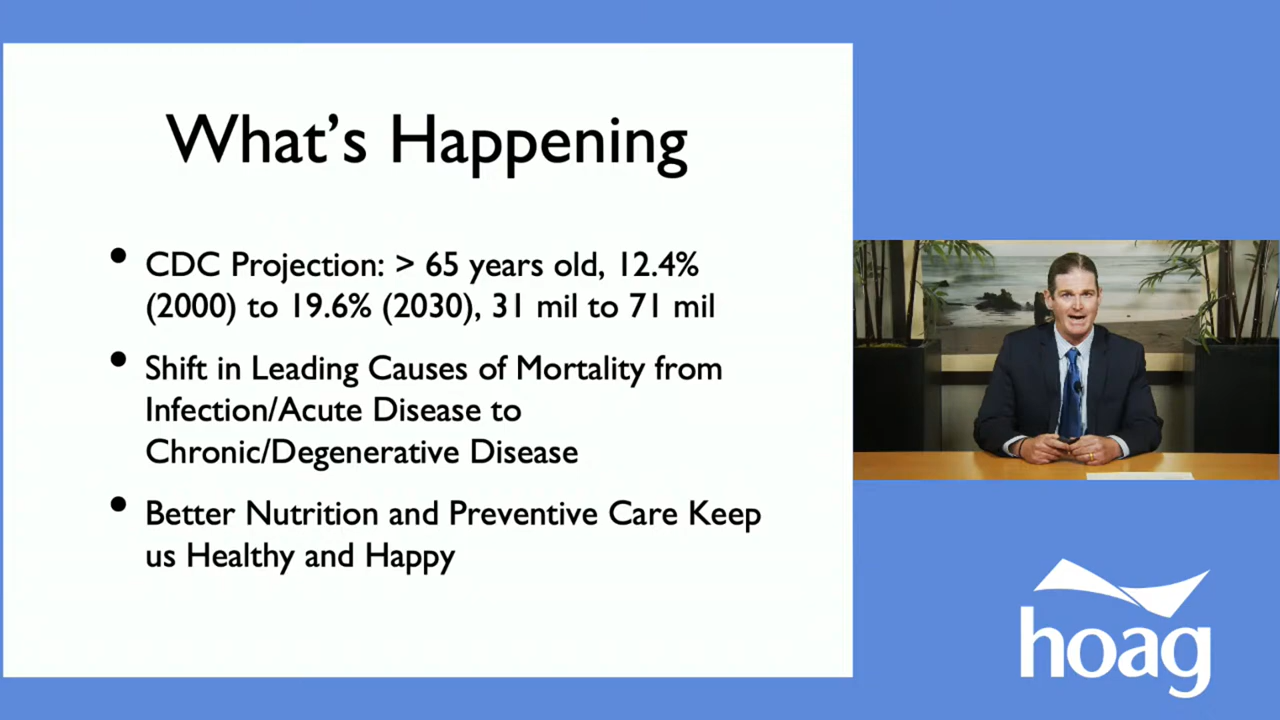 What's Happening
• CDC Projection: > 65 years old, 12.4%
(2000) to 19.6% (2030), 31 mil to 71 mil
• Shift in Leading Causes of Mortality from
Infection/Acute Disease to
Chronic/Degenerative Disease
• Better Nutrition and Preventive Care Keep
us Healthy and Happy
hoag